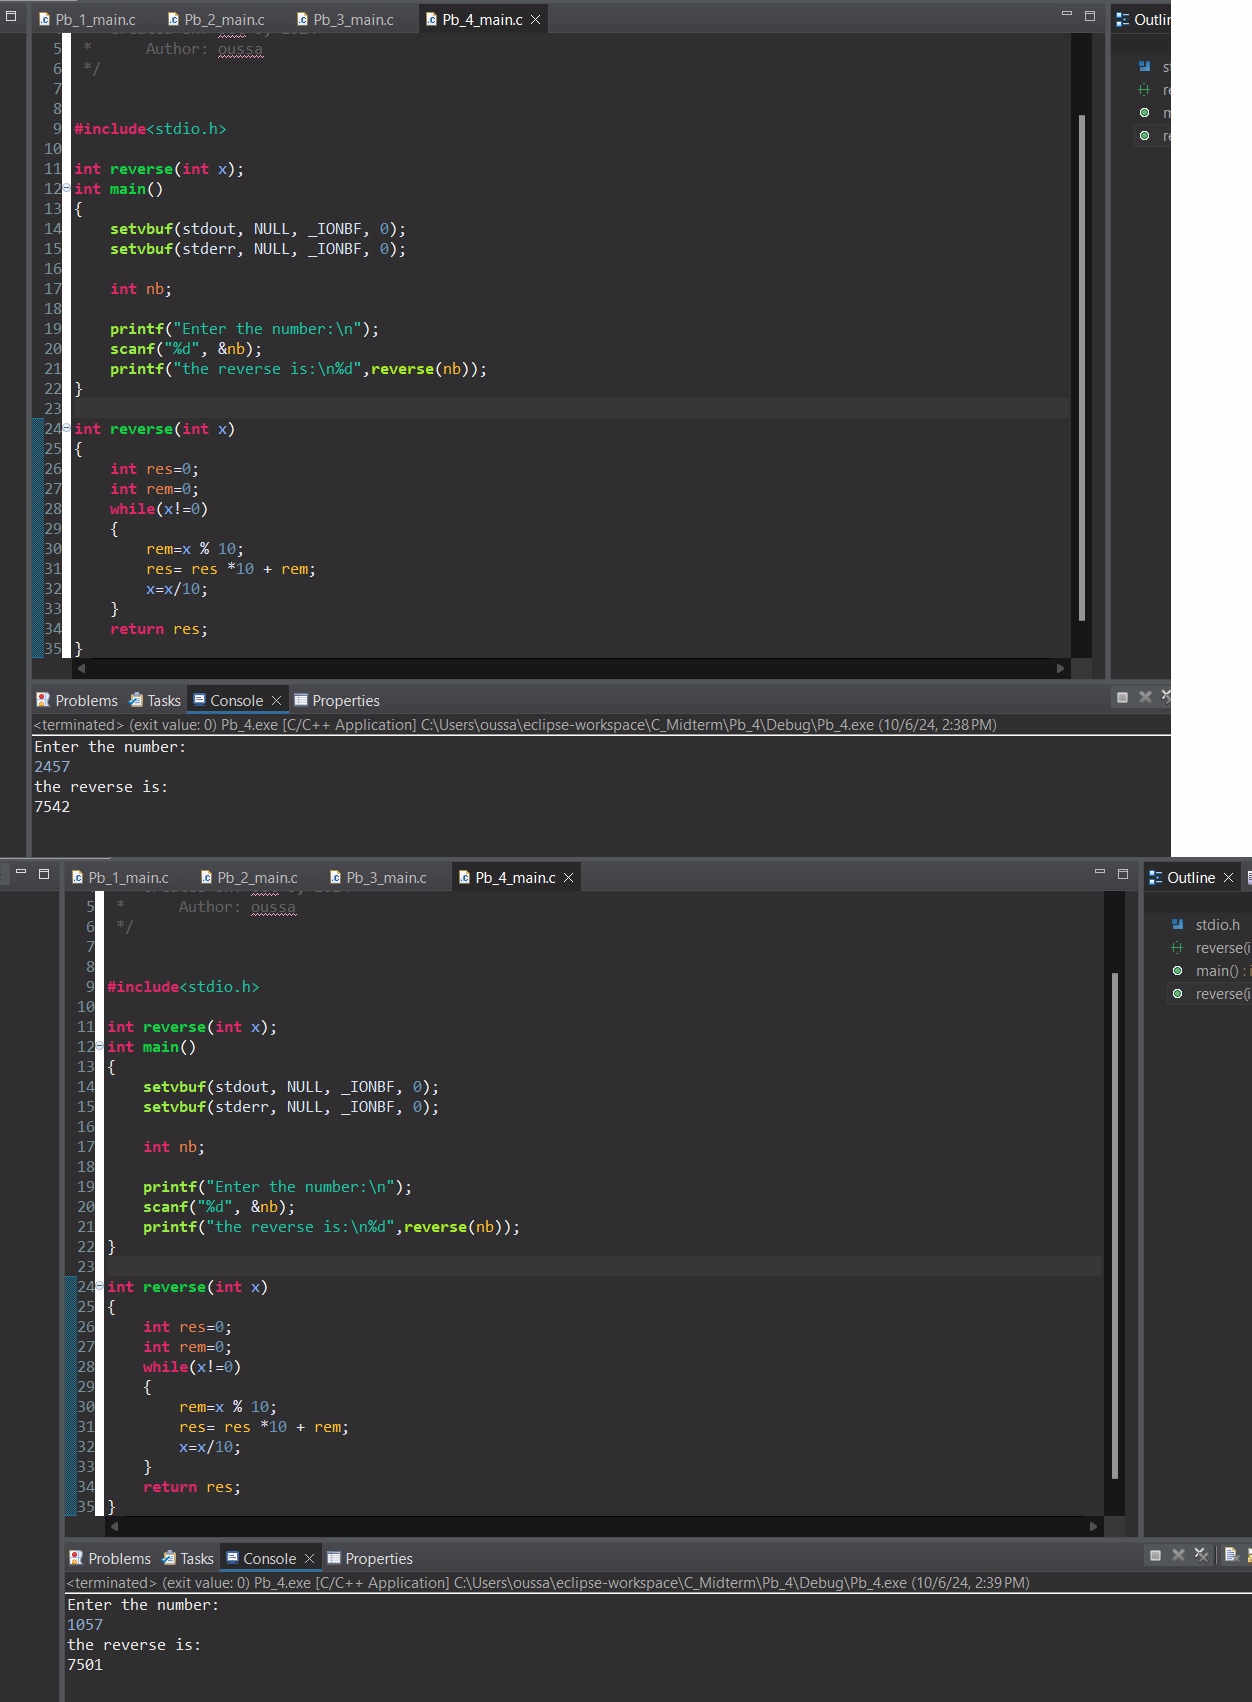 Pb_1_main.c Pb_2_main.c Pb_3_main.c Pb_4_main.c
5 * Author: oussa
6 */
7
8
9 #include<stdio.h>
10
11 int reverse(int x);
12 int main()
13 {
14 setvbuf(stdout, NULL, _IONBF, 0);
15 setvbuf(stderr, NULL, _IONBF, 0);
16
17 int nb;
18
19 printf("Enter the number:\n");
20 scanf("%d", &nb);
21 printf("the reverse is:\n%d",reverse(nb));
22 }
23
24 int reverse(int x)
25 {
26 int res=0;
27 int rem=0;
28 while(x!=0)
29 {
30 rem=x % 10;
31 res= res *10 + rem;
32 x=x/10;
33 }
34 return res;
35 }
Problems Tasks Console Properties
<terminated> (exit value: 0) Pb_4.exe [C/C++ Application] C:\Users\oussa\eclipse-workspace\C_Midterm\Pb_4\Debug\Pb_4.exe (10/6/24, 2:38 PM)
Enter the number:
2457
the reverse is:
7542
Pb_1_main.c Pb_2_main.c Pb_3_main.c Pb_4_main.c Outline
5 * Author: oussa
6 */
7
8
9 #include<stdio.h>
10
11 int reverse(int x);
12 int main()
13 {
14 setvbuf(stdout, NULL, _IONBF, 0);
15 setvbuf(stderr, NULL, _IONBF, 0);
16
17 int nb;
18
19 printf("Enter the number:\n");
20 scanf("%d", &nb);
21 printf("the reverse is:\n%d",reverse(nb));
22 }
23
24 int reverse(int x)
25 {
26 int res=0;
27 int rem=0;
28 while(x!=0)
29 {
30 rem=x % 10;
31 res= res *10 + rem;
32 x=x/10;
33 }
34 return res;
35 }
stdio.h
reverse(i
main() : i
reverse(i
Problems Tasks Console Properties
<terminated> (exit value: 0) Pb_4.exe [C/C++ Application] C:\Users\oussa\eclipse-workspace\C_Midterm\Pb_4\Debug\Pb_4.exe (10/6/24, 2:39 PM)
Enter the number:
1057
the reverse is:
7501